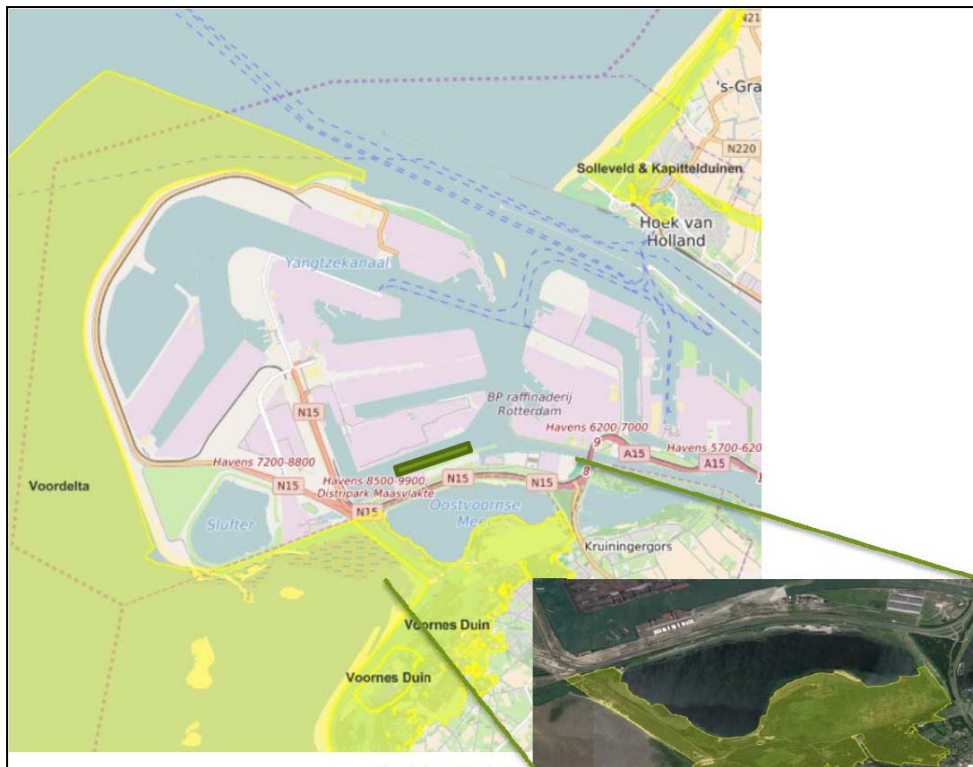 N21
's-Gra
N220
Solleveld & Kapittelduinen
Hoek van
Holland
Yangtzekanaal
BP raffinaderij
Rotterdam
N15
Havens 6200-7000
9
A15
Havens 5700-620
A15
Havens 7200-8800
N15
Havens 8500-9900;
Distripark Maasvlakte
N15
N15
8
Voordelta
Slufter
N15
Oostvoornse
Mee
Kruiningergors
Voornes Duin
Voornes Duin